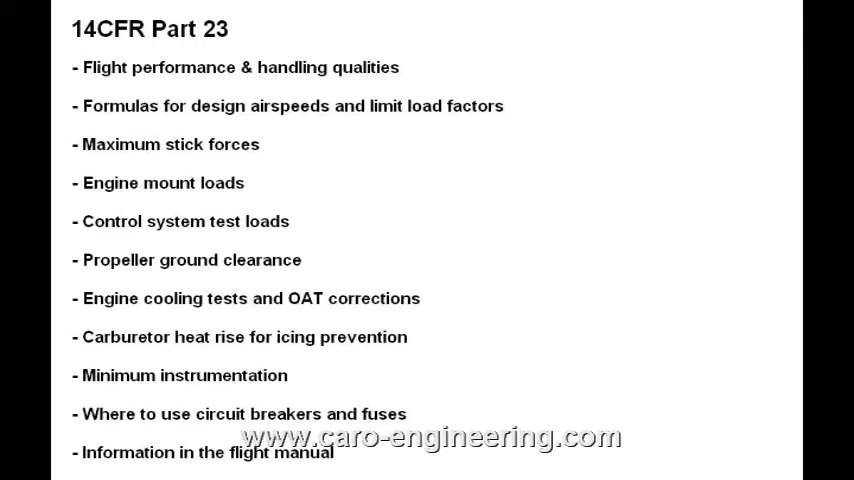 14CFR Part 23
- Flight performance & handling qualities
- Formulas for design airspeeds and limit load factors
- Maximum stick forces
- Engine mount loads
- Control system test loads
- Propeller ground clearance
- Engine cooling tests and OAT corrections
- Carburetor heat rise for icing prevention
- Minimum instrumentation
- Where to use circuit breakers and fuses
www.caro-engineering.com
- Information in the flight manual